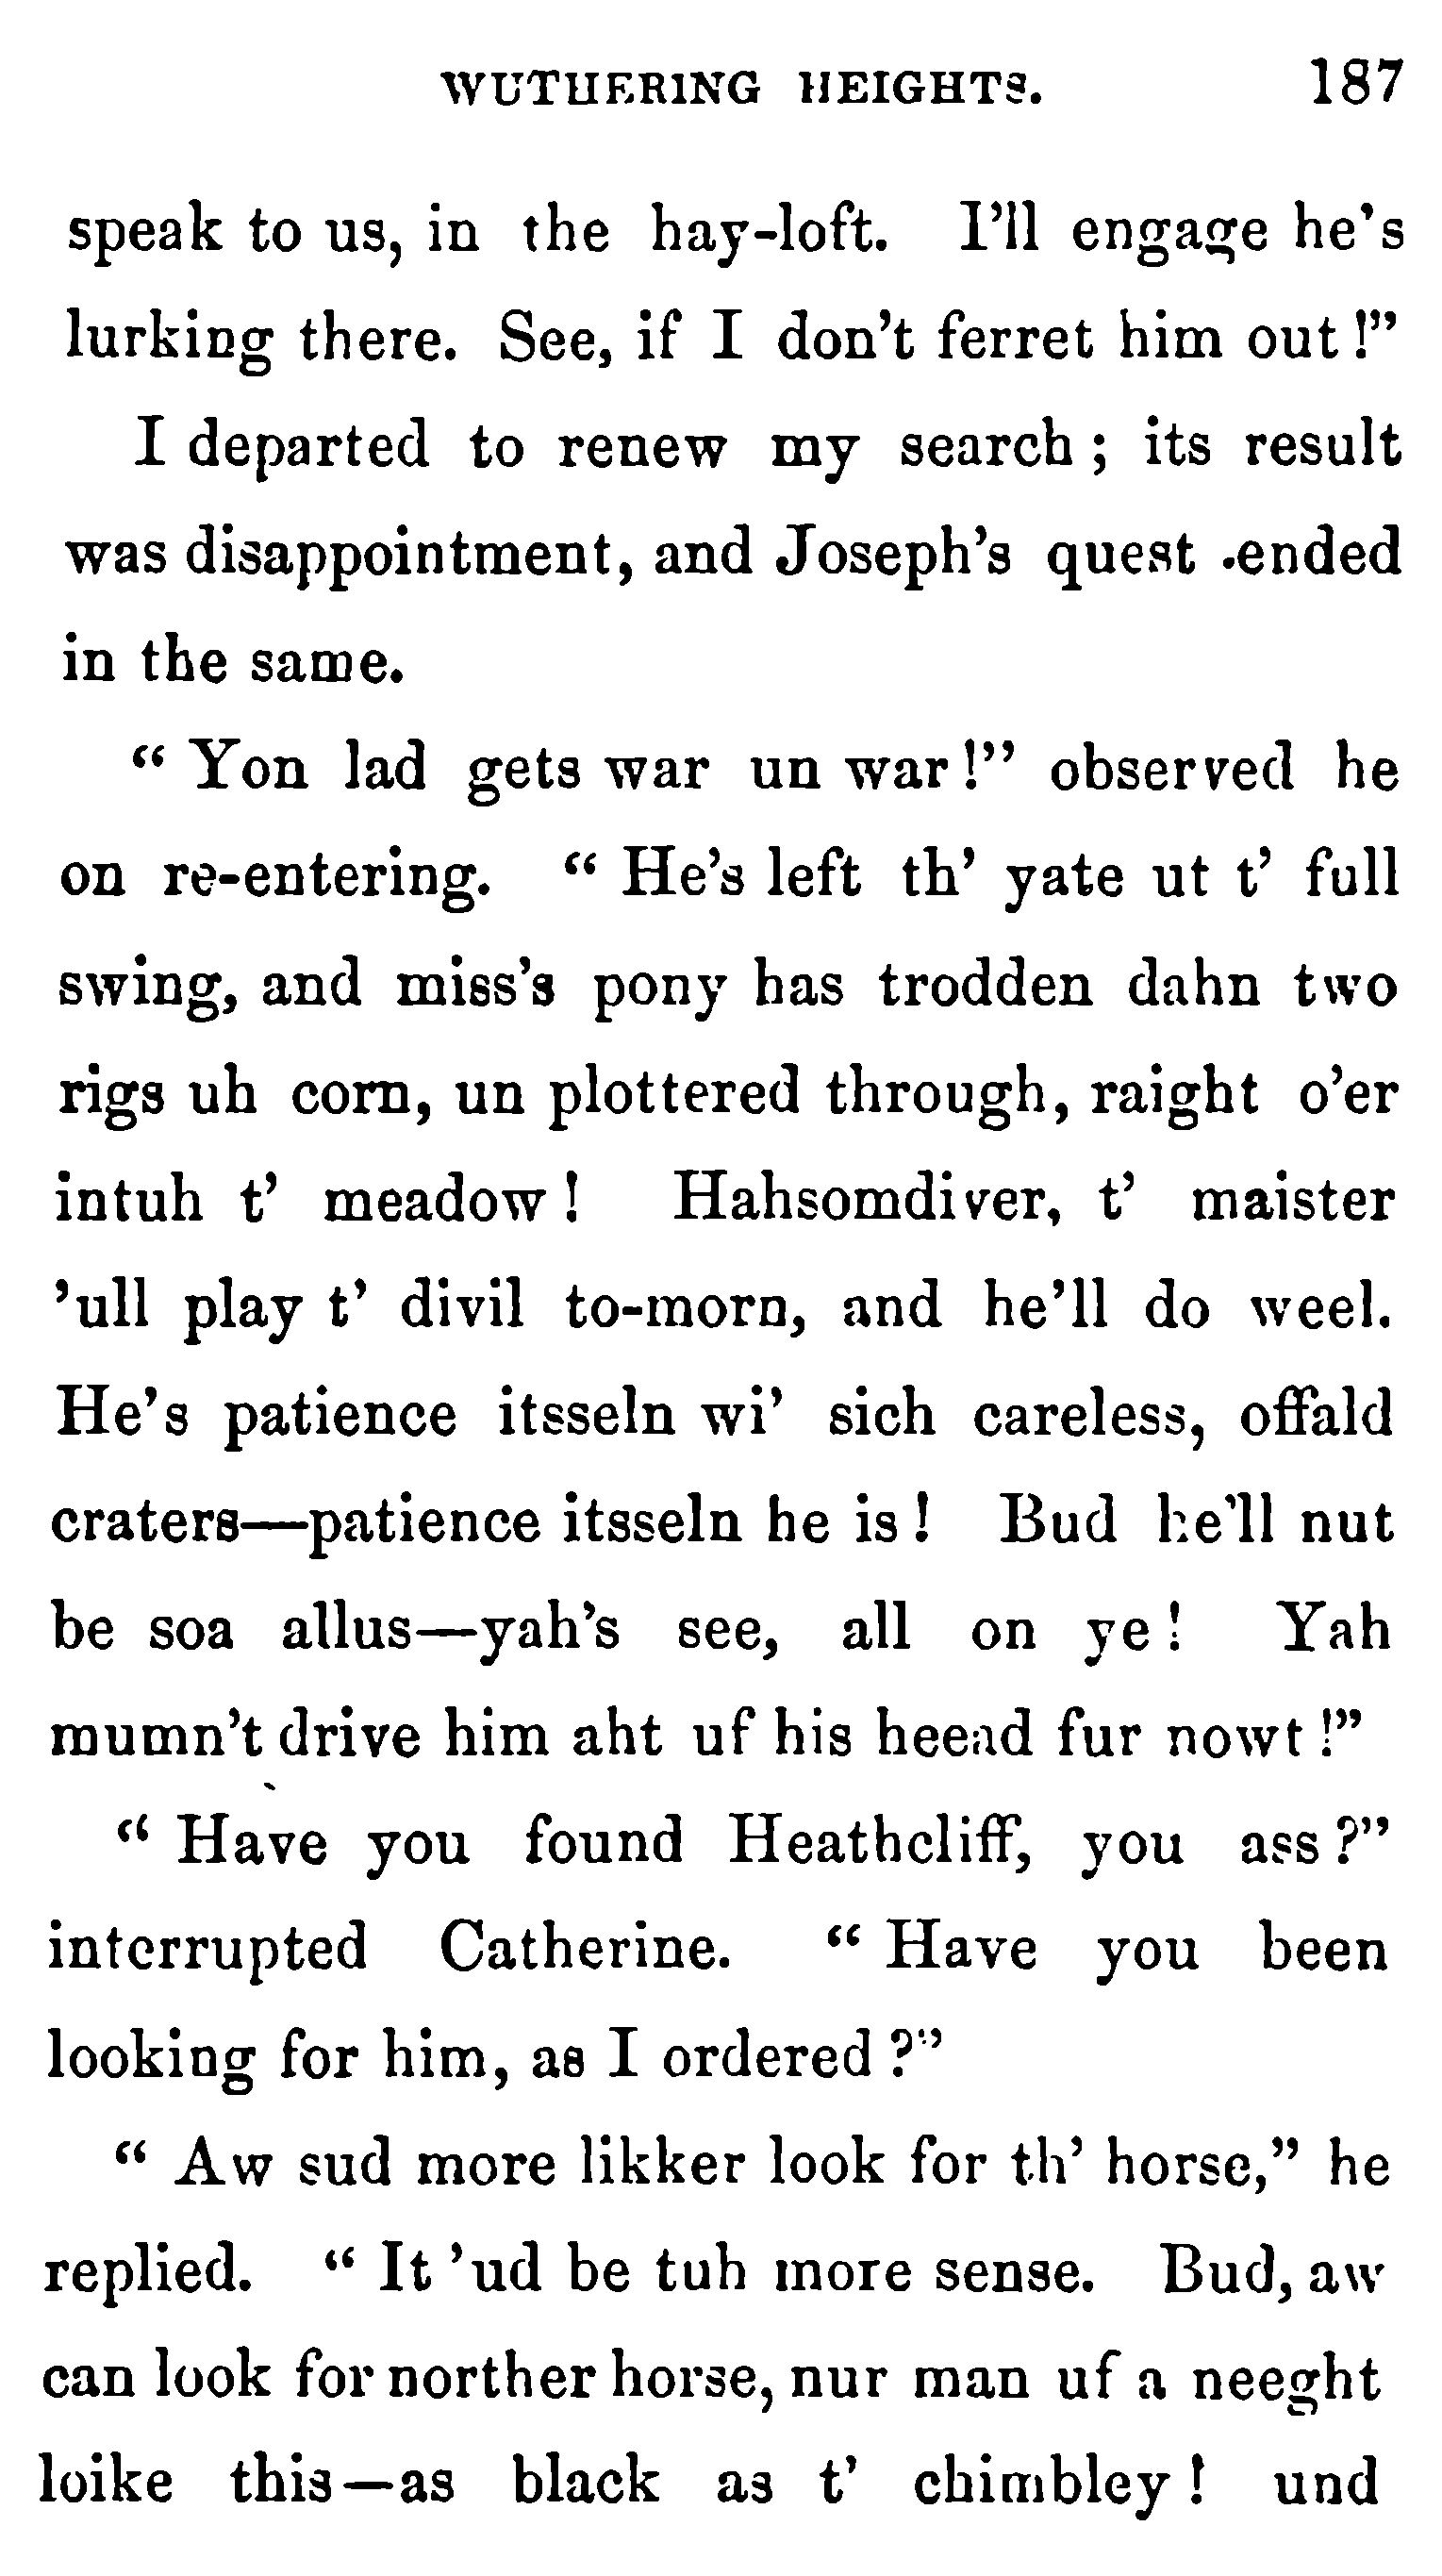 WUTHERING HEIGHTS. 187
speak to us, in the hay-loft. I'll engage he's
lurking there. See, if I don't ferret him out!"
I departed to renew my search; its result
was disappointment, and Joseph's quest .ended
in the same.
"Yon lad gets war un war!" observed he
on re-entering. "He's left th' yate ut t' full
swing, and miss's pony has trodden dahn two
rigs uh corn, un plottered through, raight o'er
intuh t' meadow! Hahsomdiver, t' maister
'ull play t' divil to-morn, and he'll do weel.
He's patience itsseln wi' sich careless, offald
craters—patience itsseln he is! Bud he'll nut
be soa allus—yah's see, all on ye! Yah
mumn't drive him aht uf his heead fur nowt!"
"Have you found Heathcliff, you ass?"
interrupted Catherine. "Have you been
looking for him, as I ordered?"
"Aw sud more likker look for th' horse," he
replied. "It 'ud be tuh more sense. Bud, aw
can look for norther horse, nur man uf a neeght
loike this—as black as t' chimbley! und